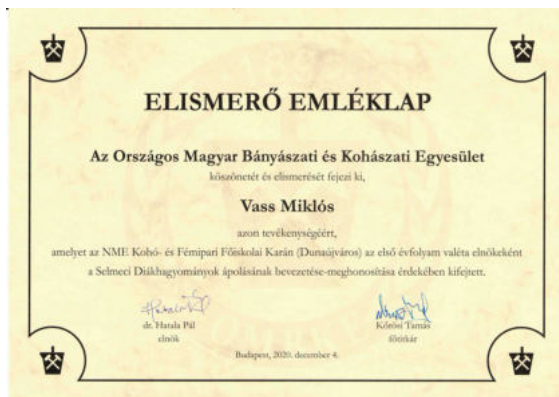 ELISMERŐ EMLÉKLAP
Az Országos Magyar Bányászati és Kohászati Egyesület
köszönetét és elismerését fejezi ki,
Vass Miklós
azon tevékenységéért,
amelyet az NME Kohó- és Fémipari Főiskolai Karán (Dunaújváros) az első évfolyam valéta elnökeként
a Selmeci Diákhagyományok ápolásának bevezetése-meghonosítása érdekében kifejtett.
dr. Hatala Pál
elnök
Kőrösi Tamás
főtitkár
Budapest, 2020. december 4.